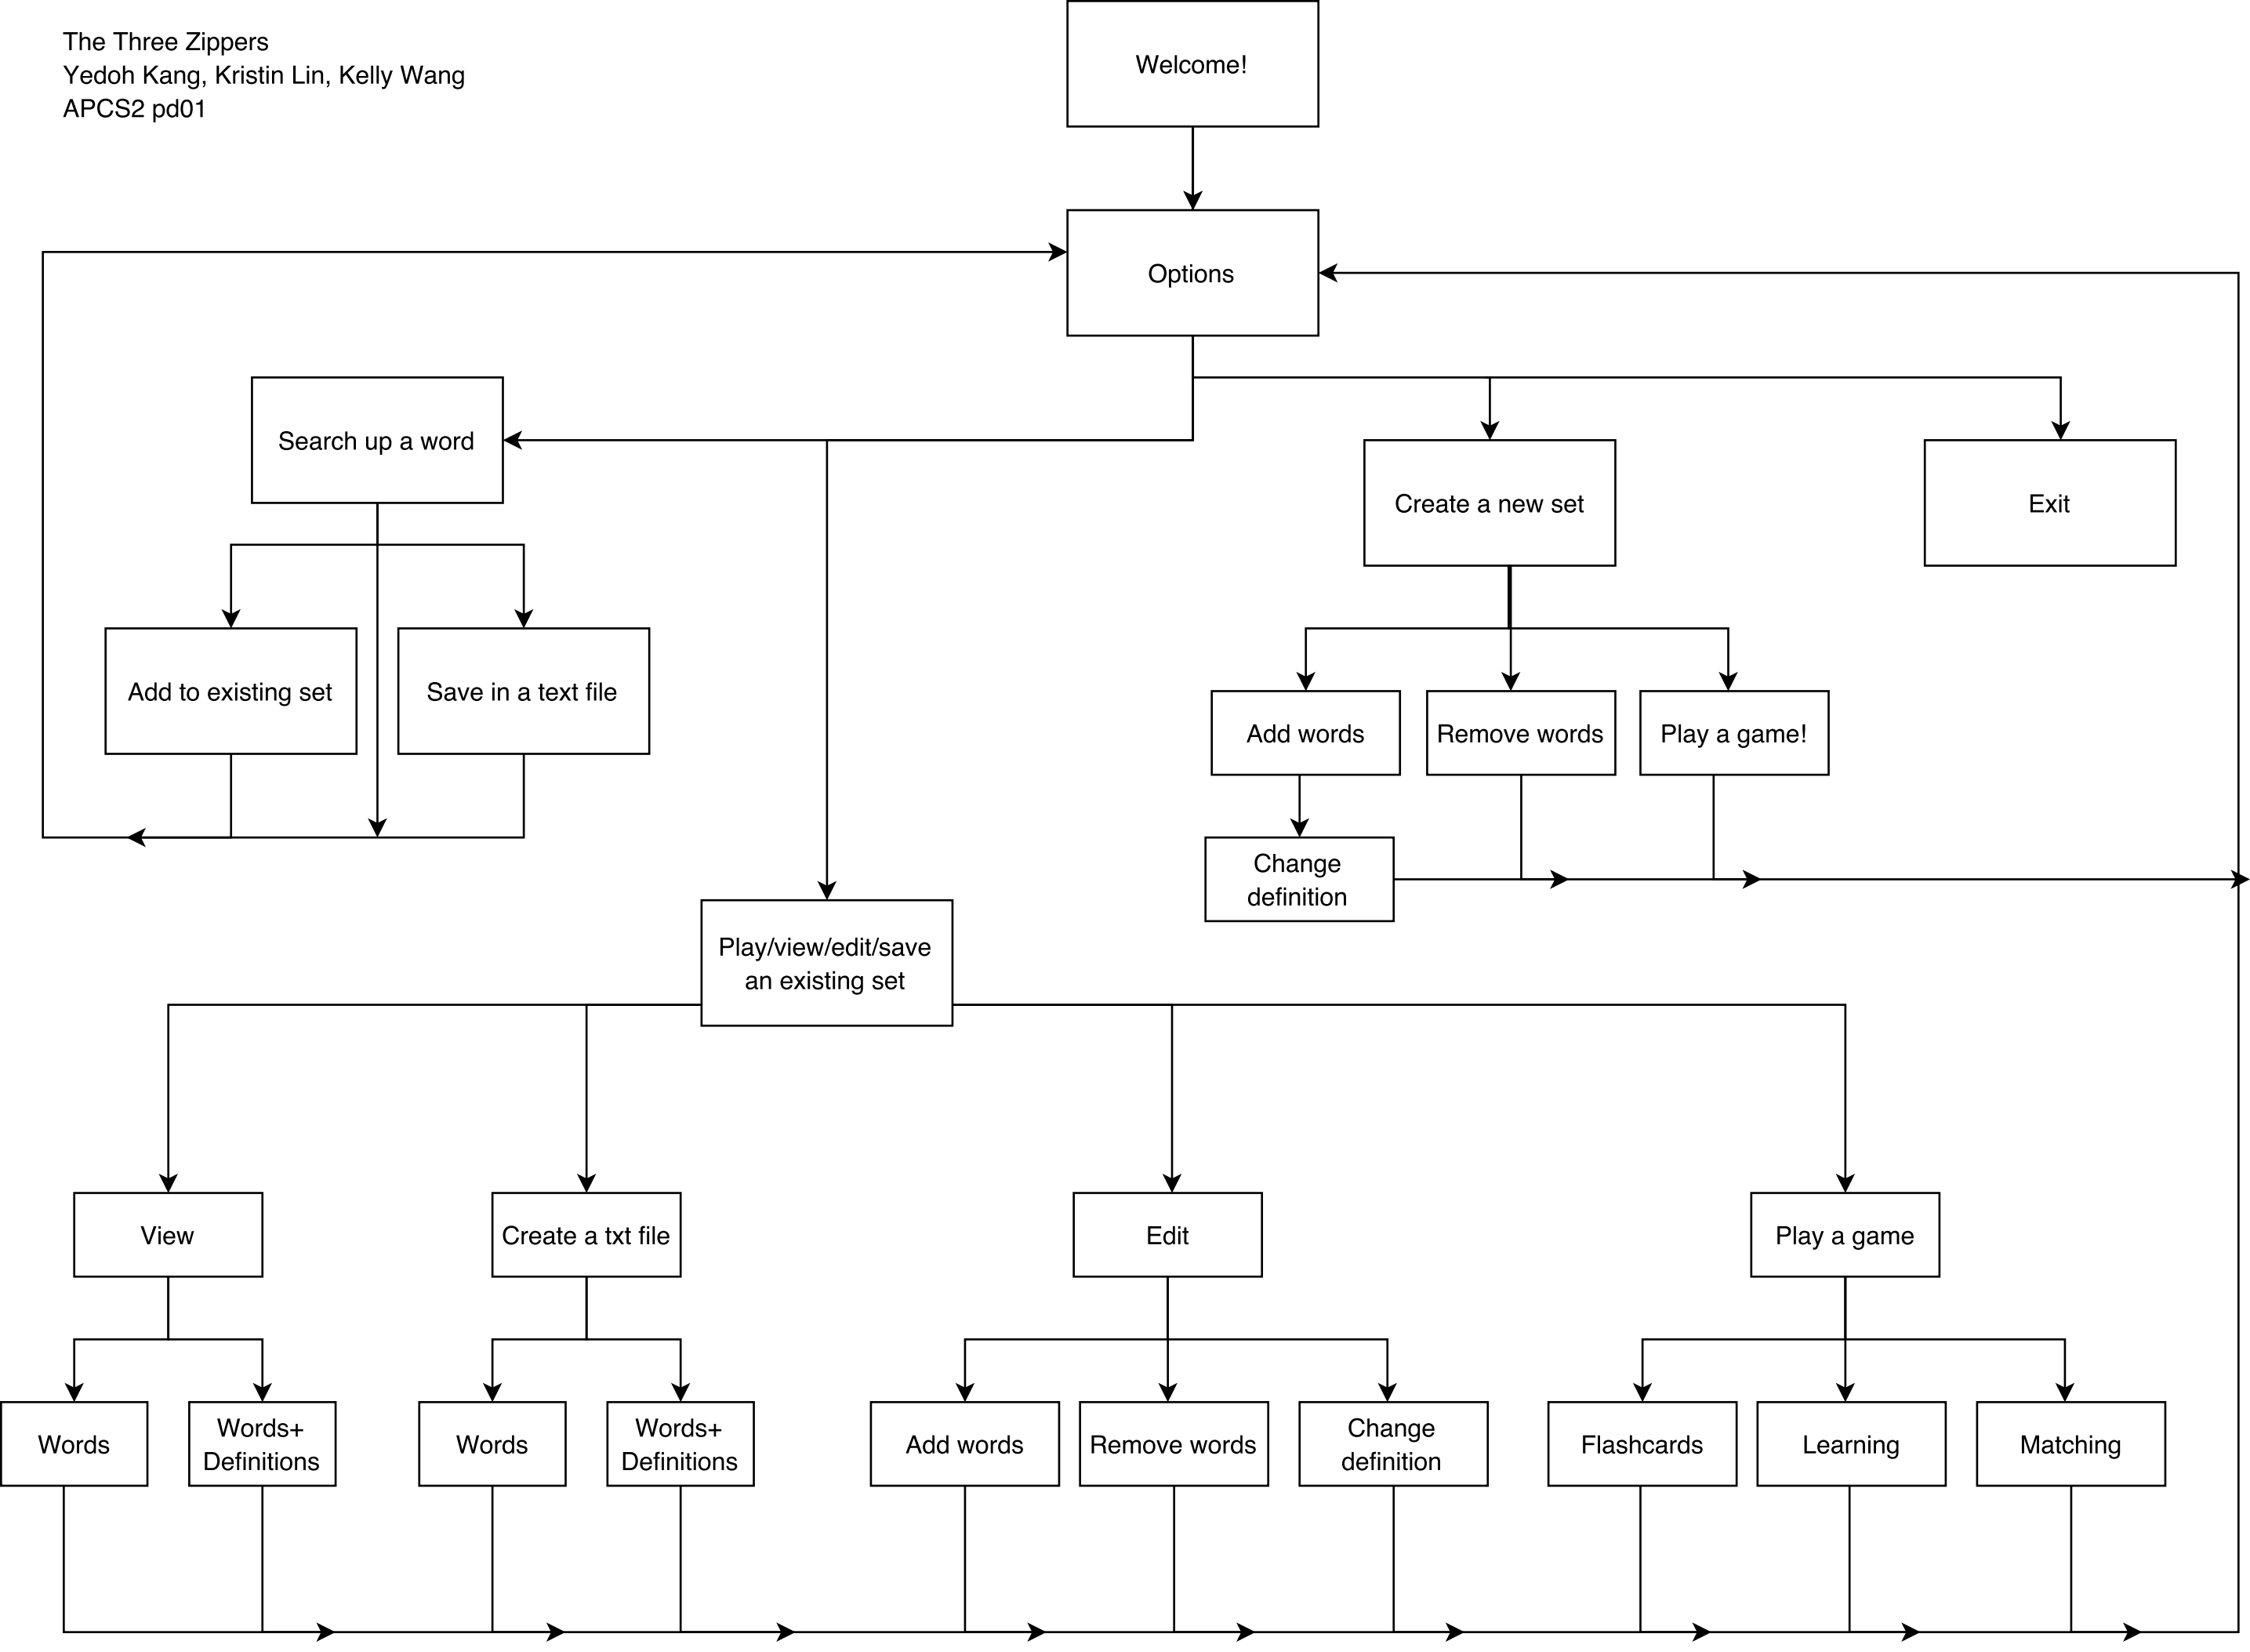 The Three Zippers
Yedoh Kang, Kristin Lin, Kelly Wang
APCS2 pd01
Welcome!
Options
Search up a word
Create a new set
Exit
Add to existing set
Save in a text file
Add words
Remove words
Play a game!
Change
definition
Play/view/edit/save
an existing set
View
Create a txt file
Edit
Play a game
Words
Words+
Definitions
Words
Words+
Definitions
Add words
Remove words
Change
definition
Flashcards
Learning
Matching